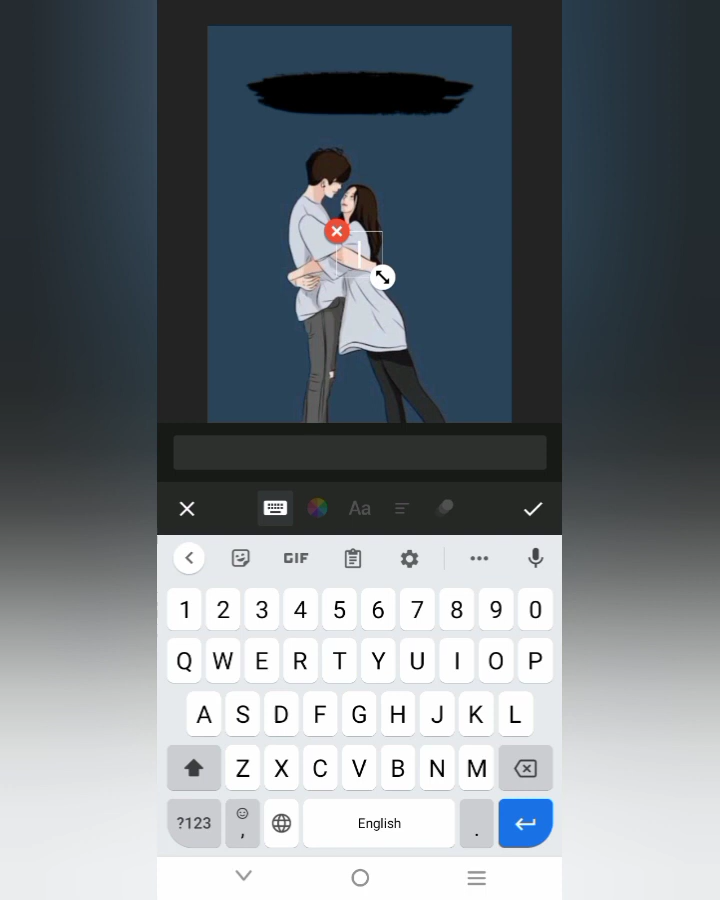 Aa
GIF
1 2 3 4 5 6 7 8 9 0
Q W E R T Y U I O P
A S D F G H J K L
Z X C V B N M
?123 , English .